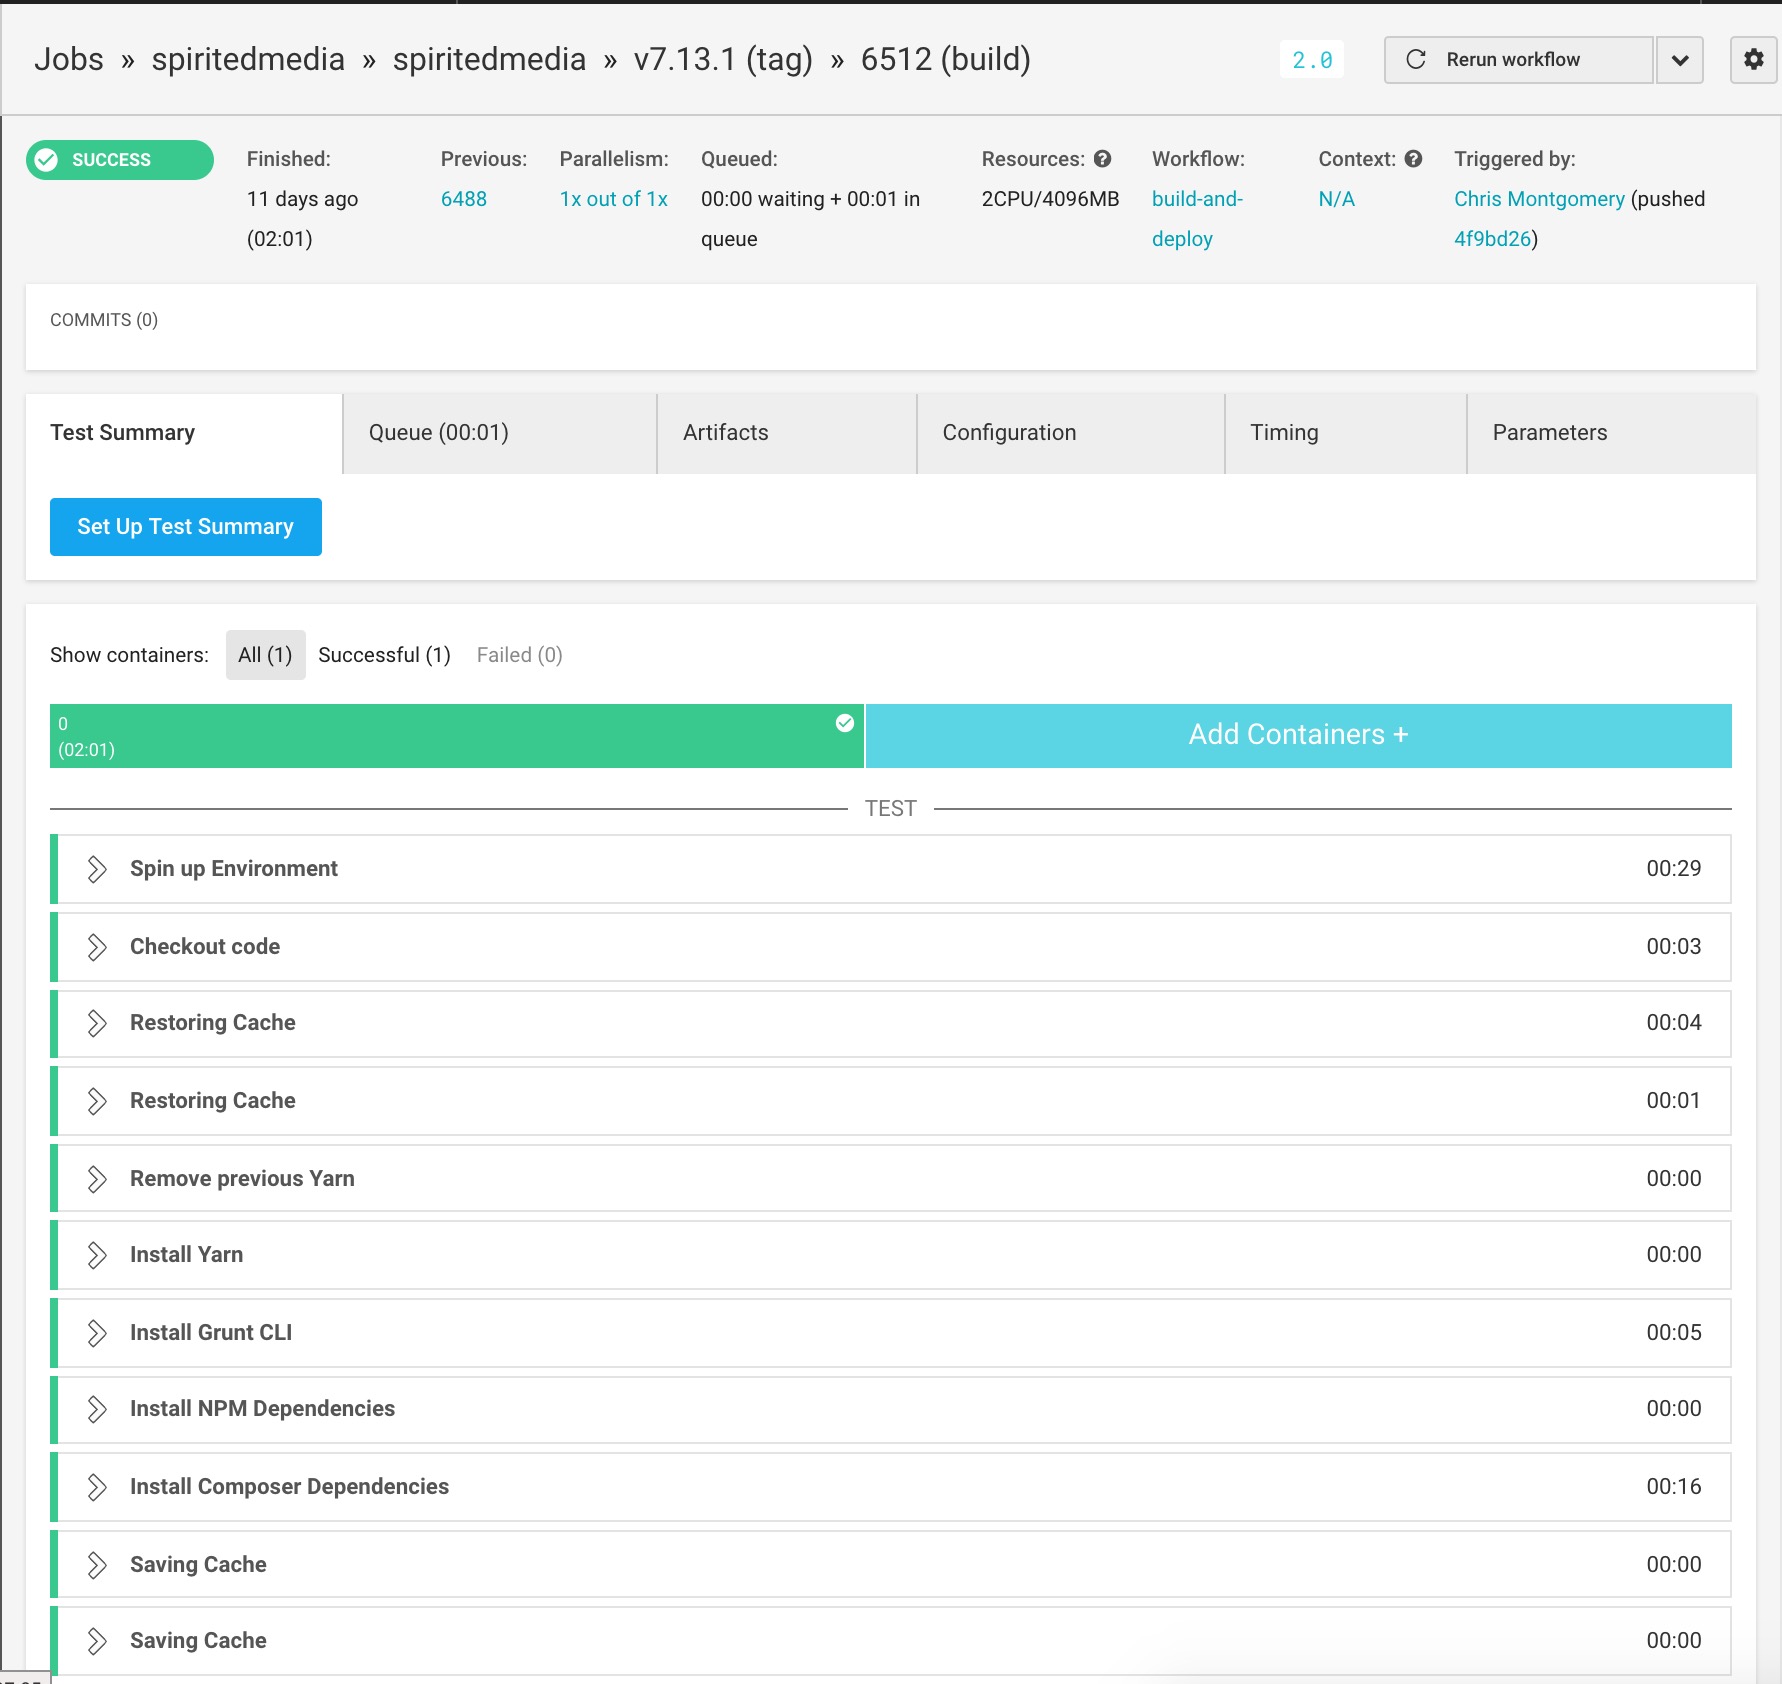 Jobs » spiritedmedia » spiritedmedia » v7.13.1 (tag) » 6512 (build)
2.0
Rerun workflow
SUCCESS
Finished:
11 days ago
(02:01)
Previous:
6488
Parallelism:
1x out of 1x
Queued:
00:00 waiting + 00:01 in
queue
Resources:
2CPU/4096MB
Workflow:
build-and-
deploy
Context:
N/A
Triggered by:
Chris Montgomery (pushed
4f9bd26)
COMMITS (0)
Test Summary
Queue (00:01)
Artifacts
Configuration
Timing
Parameters
Set Up Test Summary
Show containers: All (1) Successful (1) Failed (0)
0
(02:01)
Add Containers +
TEST
Spin up Environment 00:29
Checkout code 00:03
Restoring Cache 00:04
Restoring Cache 00:01
Remove previous Yarn 00:00
Install Yarn 00:00
Install Grunt CLI 00:05
Install NPM Dependencies 00:00
Install Composer Dependencies 00:16
Saving Cache 00:00
Saving Cache 00:00